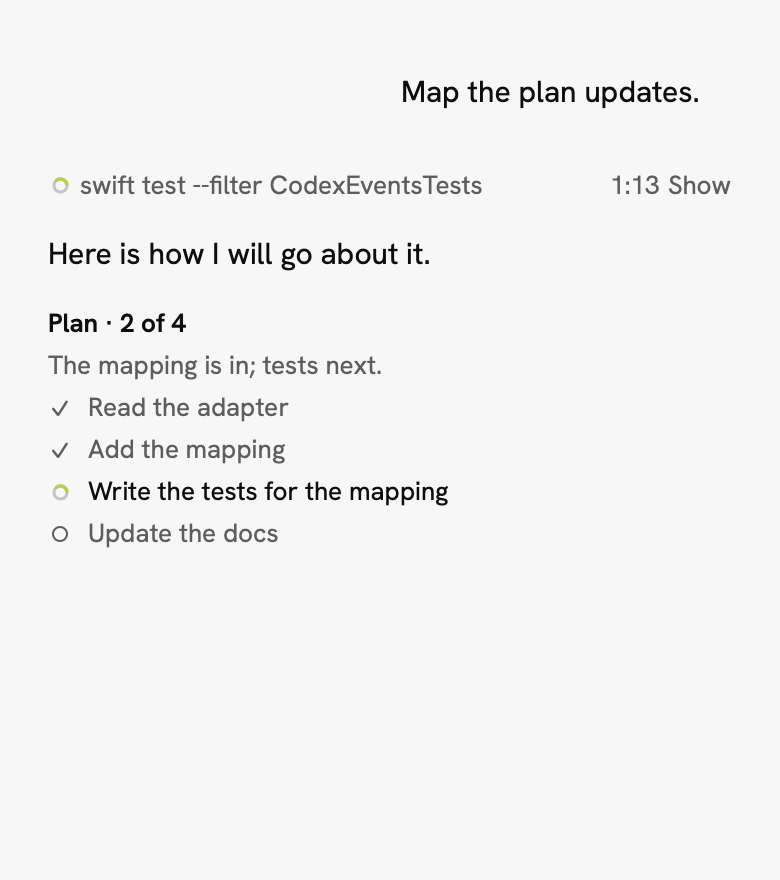 Map the plan updates.
swift test --filter CodexEventsTests 1:13 Show
Here is how I will go about it.
Plan · 2 of 4
The mapping is in; tests next.
Read the adapter
Add the mapping
Write the tests for the mapping
Update the docs